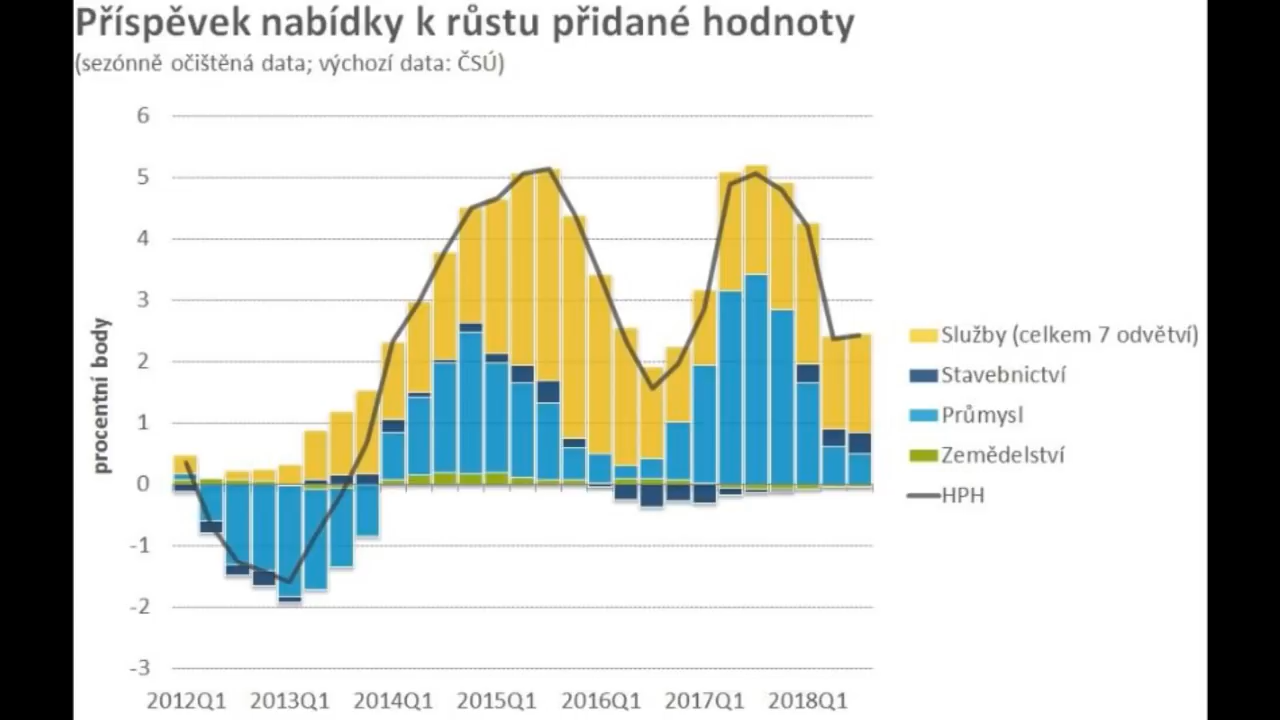 Příspěvek nabídky k růstu přidané hodnoty
(sezónně očištěná data; výchozí data: ČSÚ)
6
5
4
3
2
1
0
-1
-2
-3
procentní body
2012Q1 2013Q1 2014Q1 2015Q1 2016Q1 2017Q1 2018Q1
Služby (celkem 7 odvětví)
Stavebnictví
Průmysl
Zemědelství
HPH